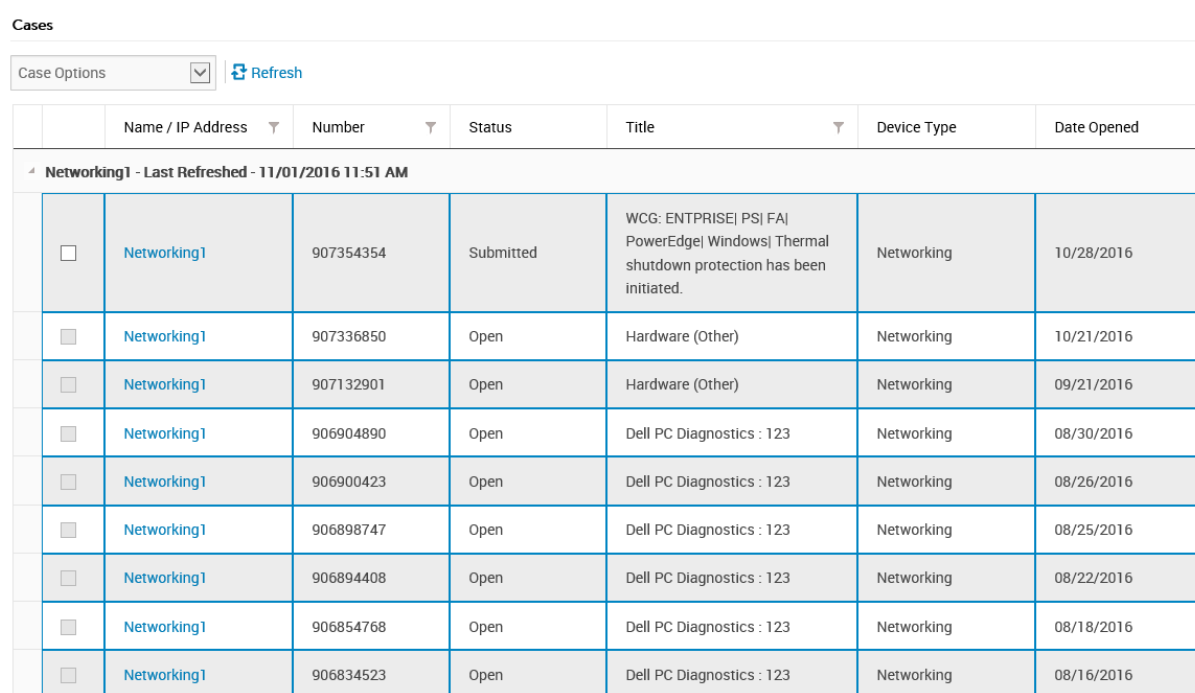 Cases
Case Options Refresh
Name / IP Address Number Status Title Device Type Date Opened
Networking1 - Last Refreshed - 11/01/2016 11:51 AM
WCG: ENTPRISE| PS| FA|
PowerEdge| Windows| Thermal
Networking1 907354354 Submitted shutdown protection has been Networking 10/28/2016
initiated.
Networking1 907336850 Open Hardware (Other) Networking 10/21/2016
Networking1 907132901 Open Hardware (Other) Networking 09/21/2016
Networking1 906904890 Open Dell PC Diagnostics : 123 Networking 08/30/2016
Networking1 906900423 Open Dell PC Diagnostics : 123 Networking 08/26/2016
Networking1 906898747 Open Dell PC Diagnostics : 123 Networking 08/25/2016
Networking1 906894408 Open Dell PC Diagnostics : 123 Networking 08/22/2016
Networking1 906854768 Open Dell PC Diagnostics : 123 Networking 08/18/2016
Networking1 906834523 Open Dell PC Diagnostics : 123 Networking 08/16/2016